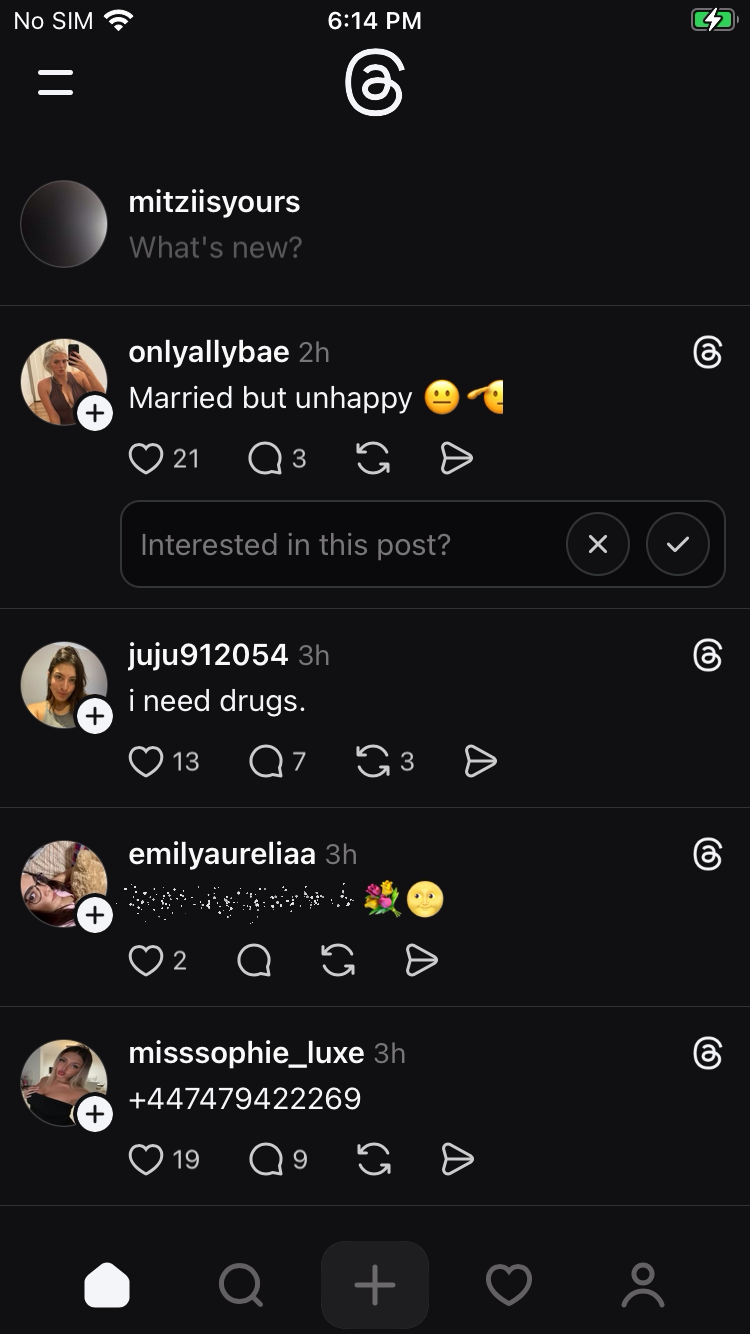 No SIM 6:14 PM
mitziisyours
What's new?
onlyallybae 2h
Married but unhappy 😐
21 3
Interested in this post?
juju912054 3h
i need drugs.
13 7 3
emilyaureliaa 3h
💐🌝
2
misssophie_luxe 3h
+447479422269
19 9